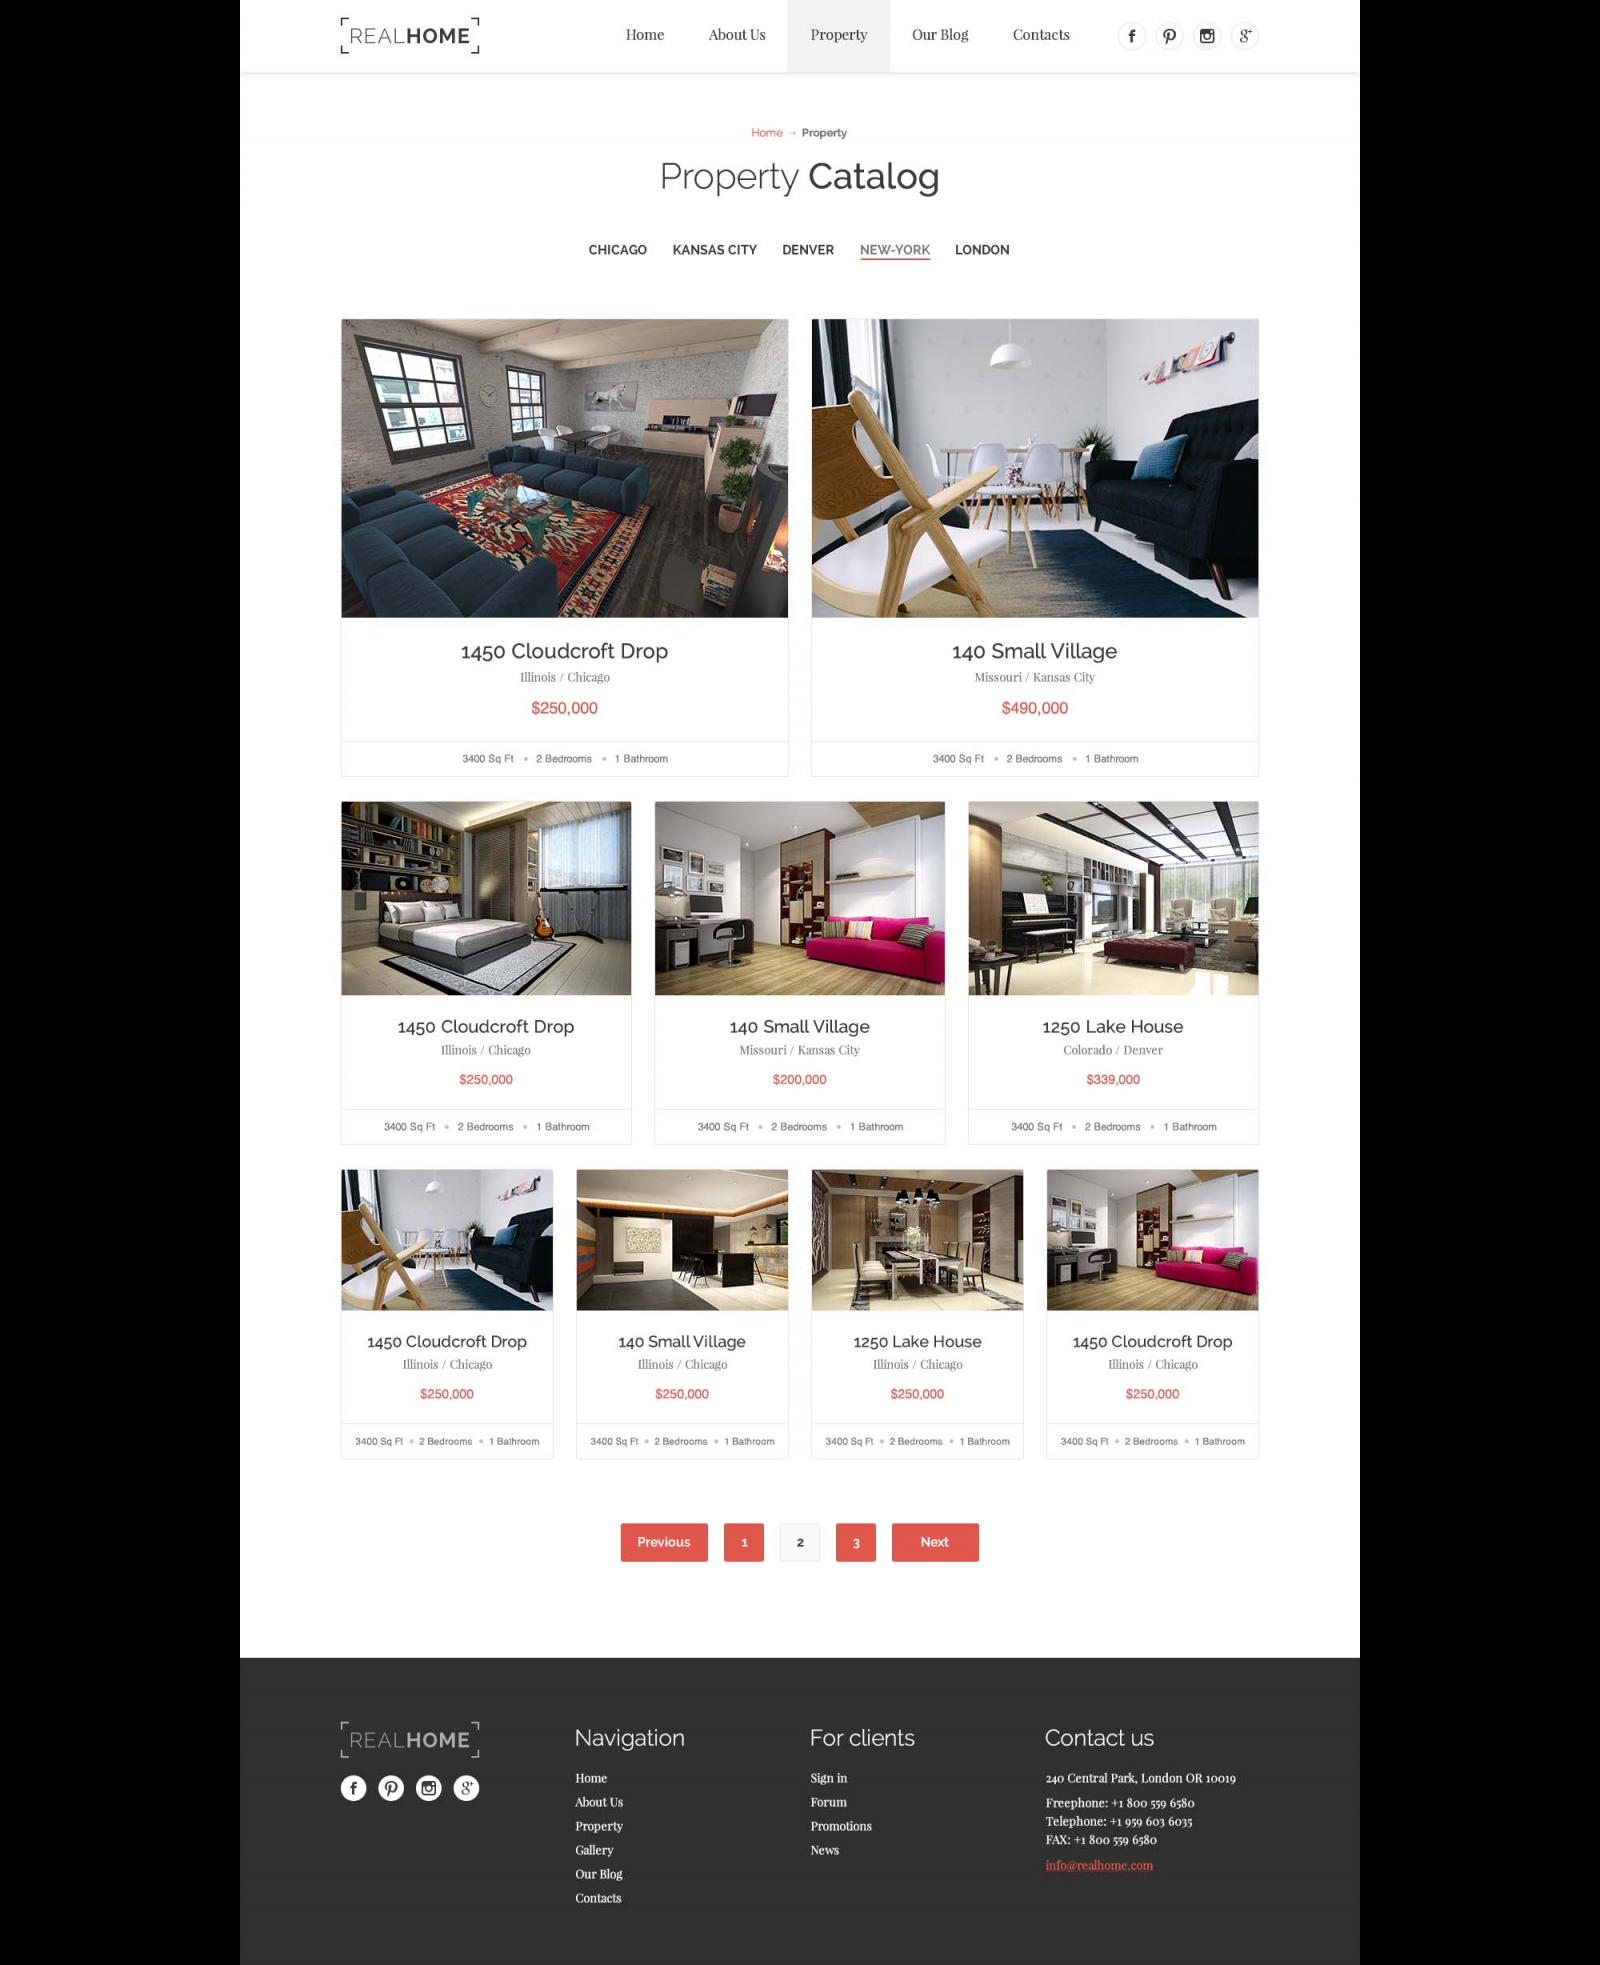 REALHOME
Home About Us Property Our Blog Contacts
Home → Property
Property Catalog
CHICAGO KANSAS CITY DENVER NEW-YORK LONDON
1450 Cloudcroft Drop
Illinois / Chicago
$250,000
3400 Sq Ft • 2 Bedrooms • 1 Bathroom
140 Small Village
Missouri / Kansas City
$490,000
3400 Sq Ft • 2 Bedrooms • 1 Bathroom
1450 Cloudcroft Drop
Illinois / Chicago
$250,000
3400 Sq Ft • 2 Bedrooms • 1 Bathroom
140 Small Village
Missouri / Kansas City
$200,000
3400 Sq Ft • 2 Bedrooms • 1 Bathroom
1250 Lake House
Colorado / Denver
$339,000
3400 Sq Ft • 2 Bedrooms • 1 Bathroom
1450 Cloudcroft Drop
Illinois / Chicago
$250,000
3400 Sq Ft • 2 Bedrooms • 1 Bathroom
140 Small Village
Illinois / Chicago
$250,000
3400 Sq Ft • 2 Bedrooms • 1 Bathroom
1250 Lake House
Illinois / Chicago
$250,000
3400 Sq Ft • 2 Bedrooms • 1 Bathroom
1450 Cloudcroft Drop
Illinois / Chicago
$250,000
3400 Sq Ft • 2 Bedrooms • 1 Bathroom
Previous 1 2 3 Next
REALHOME
Navigation
Home
About Us
Property
Gallery
Our Blog
Contacts
For clients
Sign in
Forum
Promotions
News
Contact us
240 Central Park, London OR 10019
Freephone: +1 800 559 6580
Telephone: +1 959 603 6035
FAX: +1 800 559 6580
info@realhome.com